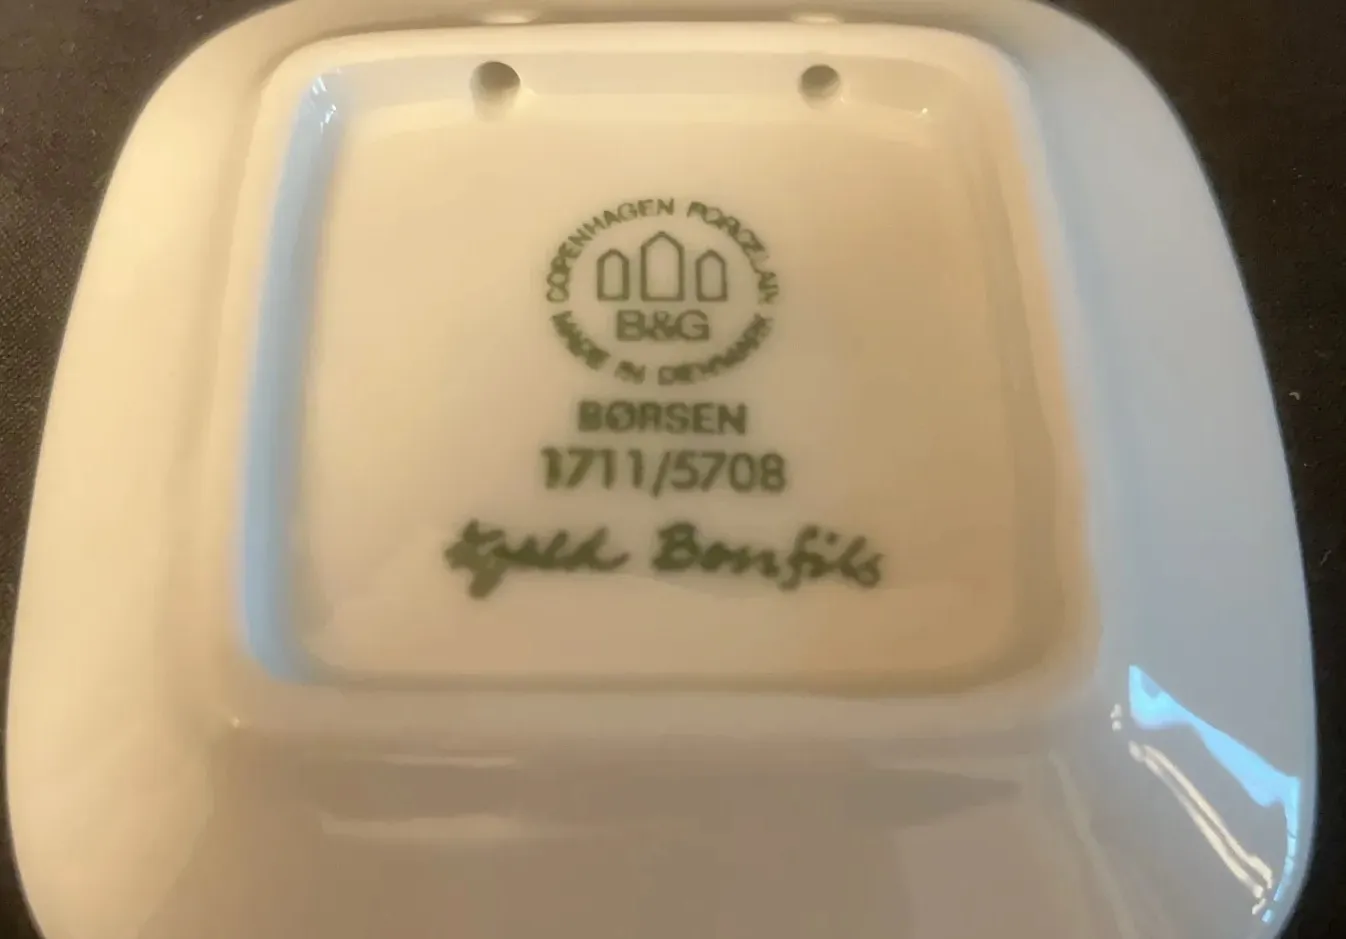 COPENHAGEN PORCELAIN
B&G
MADE IN DENMARK
BØRSEN
1711/5708
Kjeld Bonfils